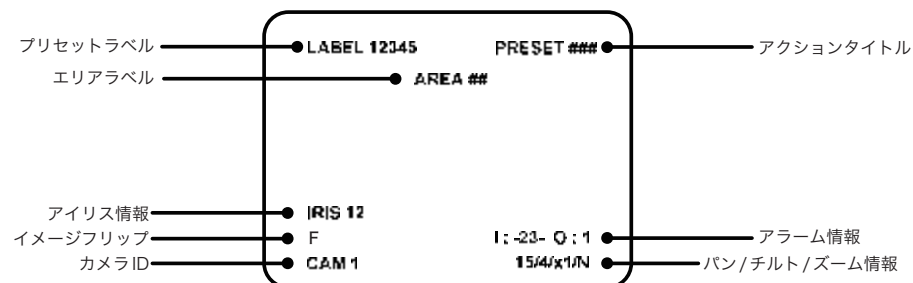 プリセットラベル LABEL 12345 PRESET ### アクションタイトル
エリアラベル AREA ##
アイリス情報 IRIS 12
イメージフリップ F I : -23- O : 1 アラーム情報
カメラID CAM 1 15/4/x1/N パン/チルト/ズーム情報